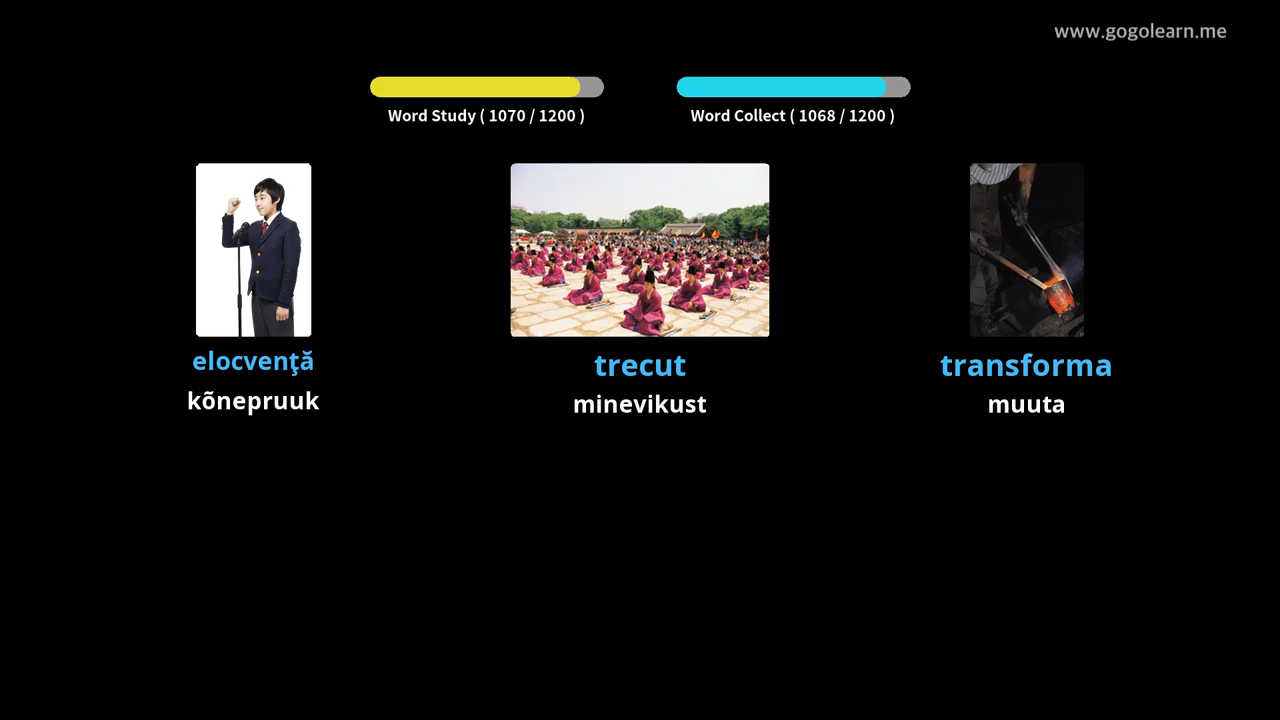 www.gogolearn.me
Word Study ( 1070 / 1200 )
Word Collect ( 1068 / 1200 )
elocvenţă
trecut
transforma
kõnepruuk
minevikust
muuta